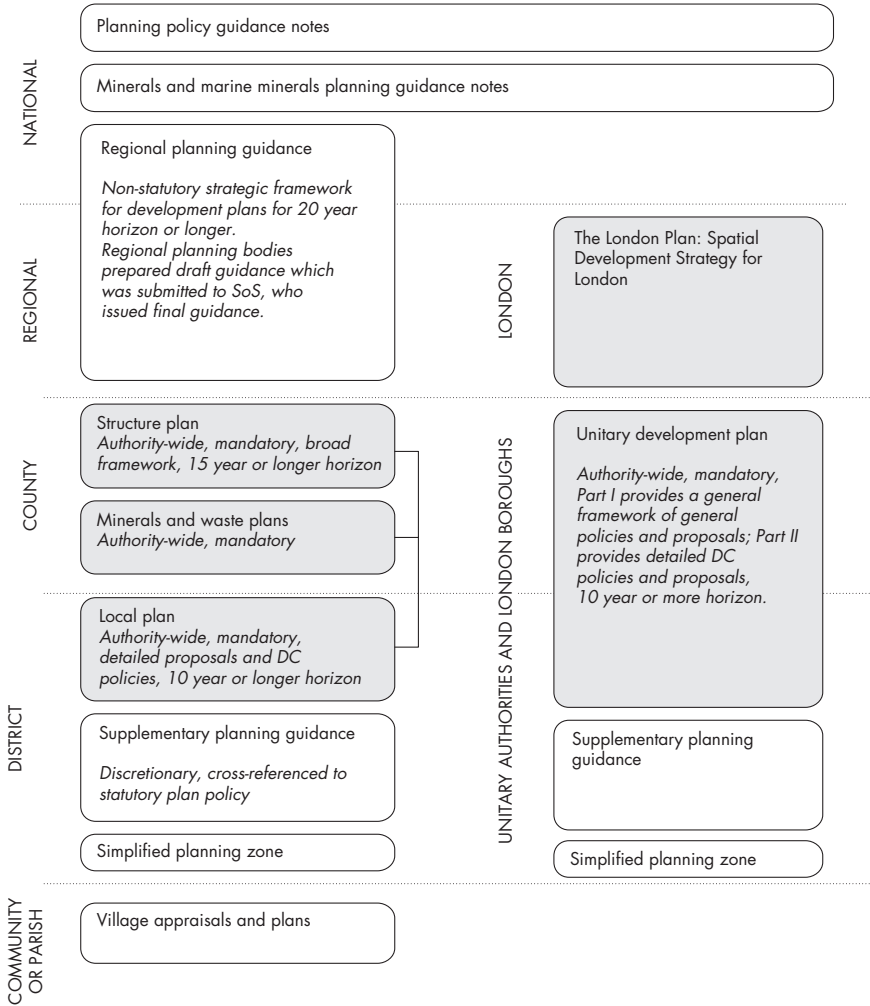 Planning policy guidance notes
Minerals and marine minerals planning guidance notes
NATIONAL
Regional planning guidance
Non-statutory strategic framework
for development plans for 20 year
horizon or longer.
Regional planning bodies
prepared draft guidance which
was submitted to SoS, who
issued final guidance.
REGIONAL
LONDON
The London Plan: Spatial
Development Strategy for
London
COUNTY
Structure plan
Authority-wide, mandatory, broad
framework, 15 year or longer horizon
Minerals and waste plans
Authority-wide, mandatory
UNITARY AUTHORITIES AND LONDON BOROUGHS
Unitary development plan
Authority-wide, mandatory,
Part I provides a general
framework of general
policies and proposals; Part II
provides detailed DC
policies and proposals,
10 year or more horizon.
DISTRICT
Local plan
Authority-wide, mandatory,
detailed proposals and DC
policies, 10 year or longer horizon
Supplementary planning guidance
Discretionary, cross-referenced to
statutory plan policy
Simplified planning zone
Supplementary planning
guidance
Simplified planning zone
COMMUNITY
OR PARISH
Village appraisals and plans